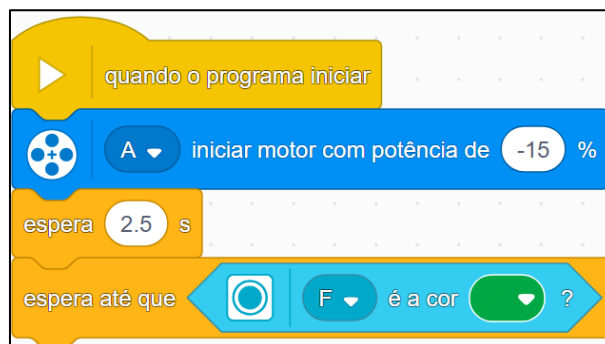 quando o programa iniciar
A iniciar motor com potência de -15 %
espera 2.5 s
espera até que F é a cor ?